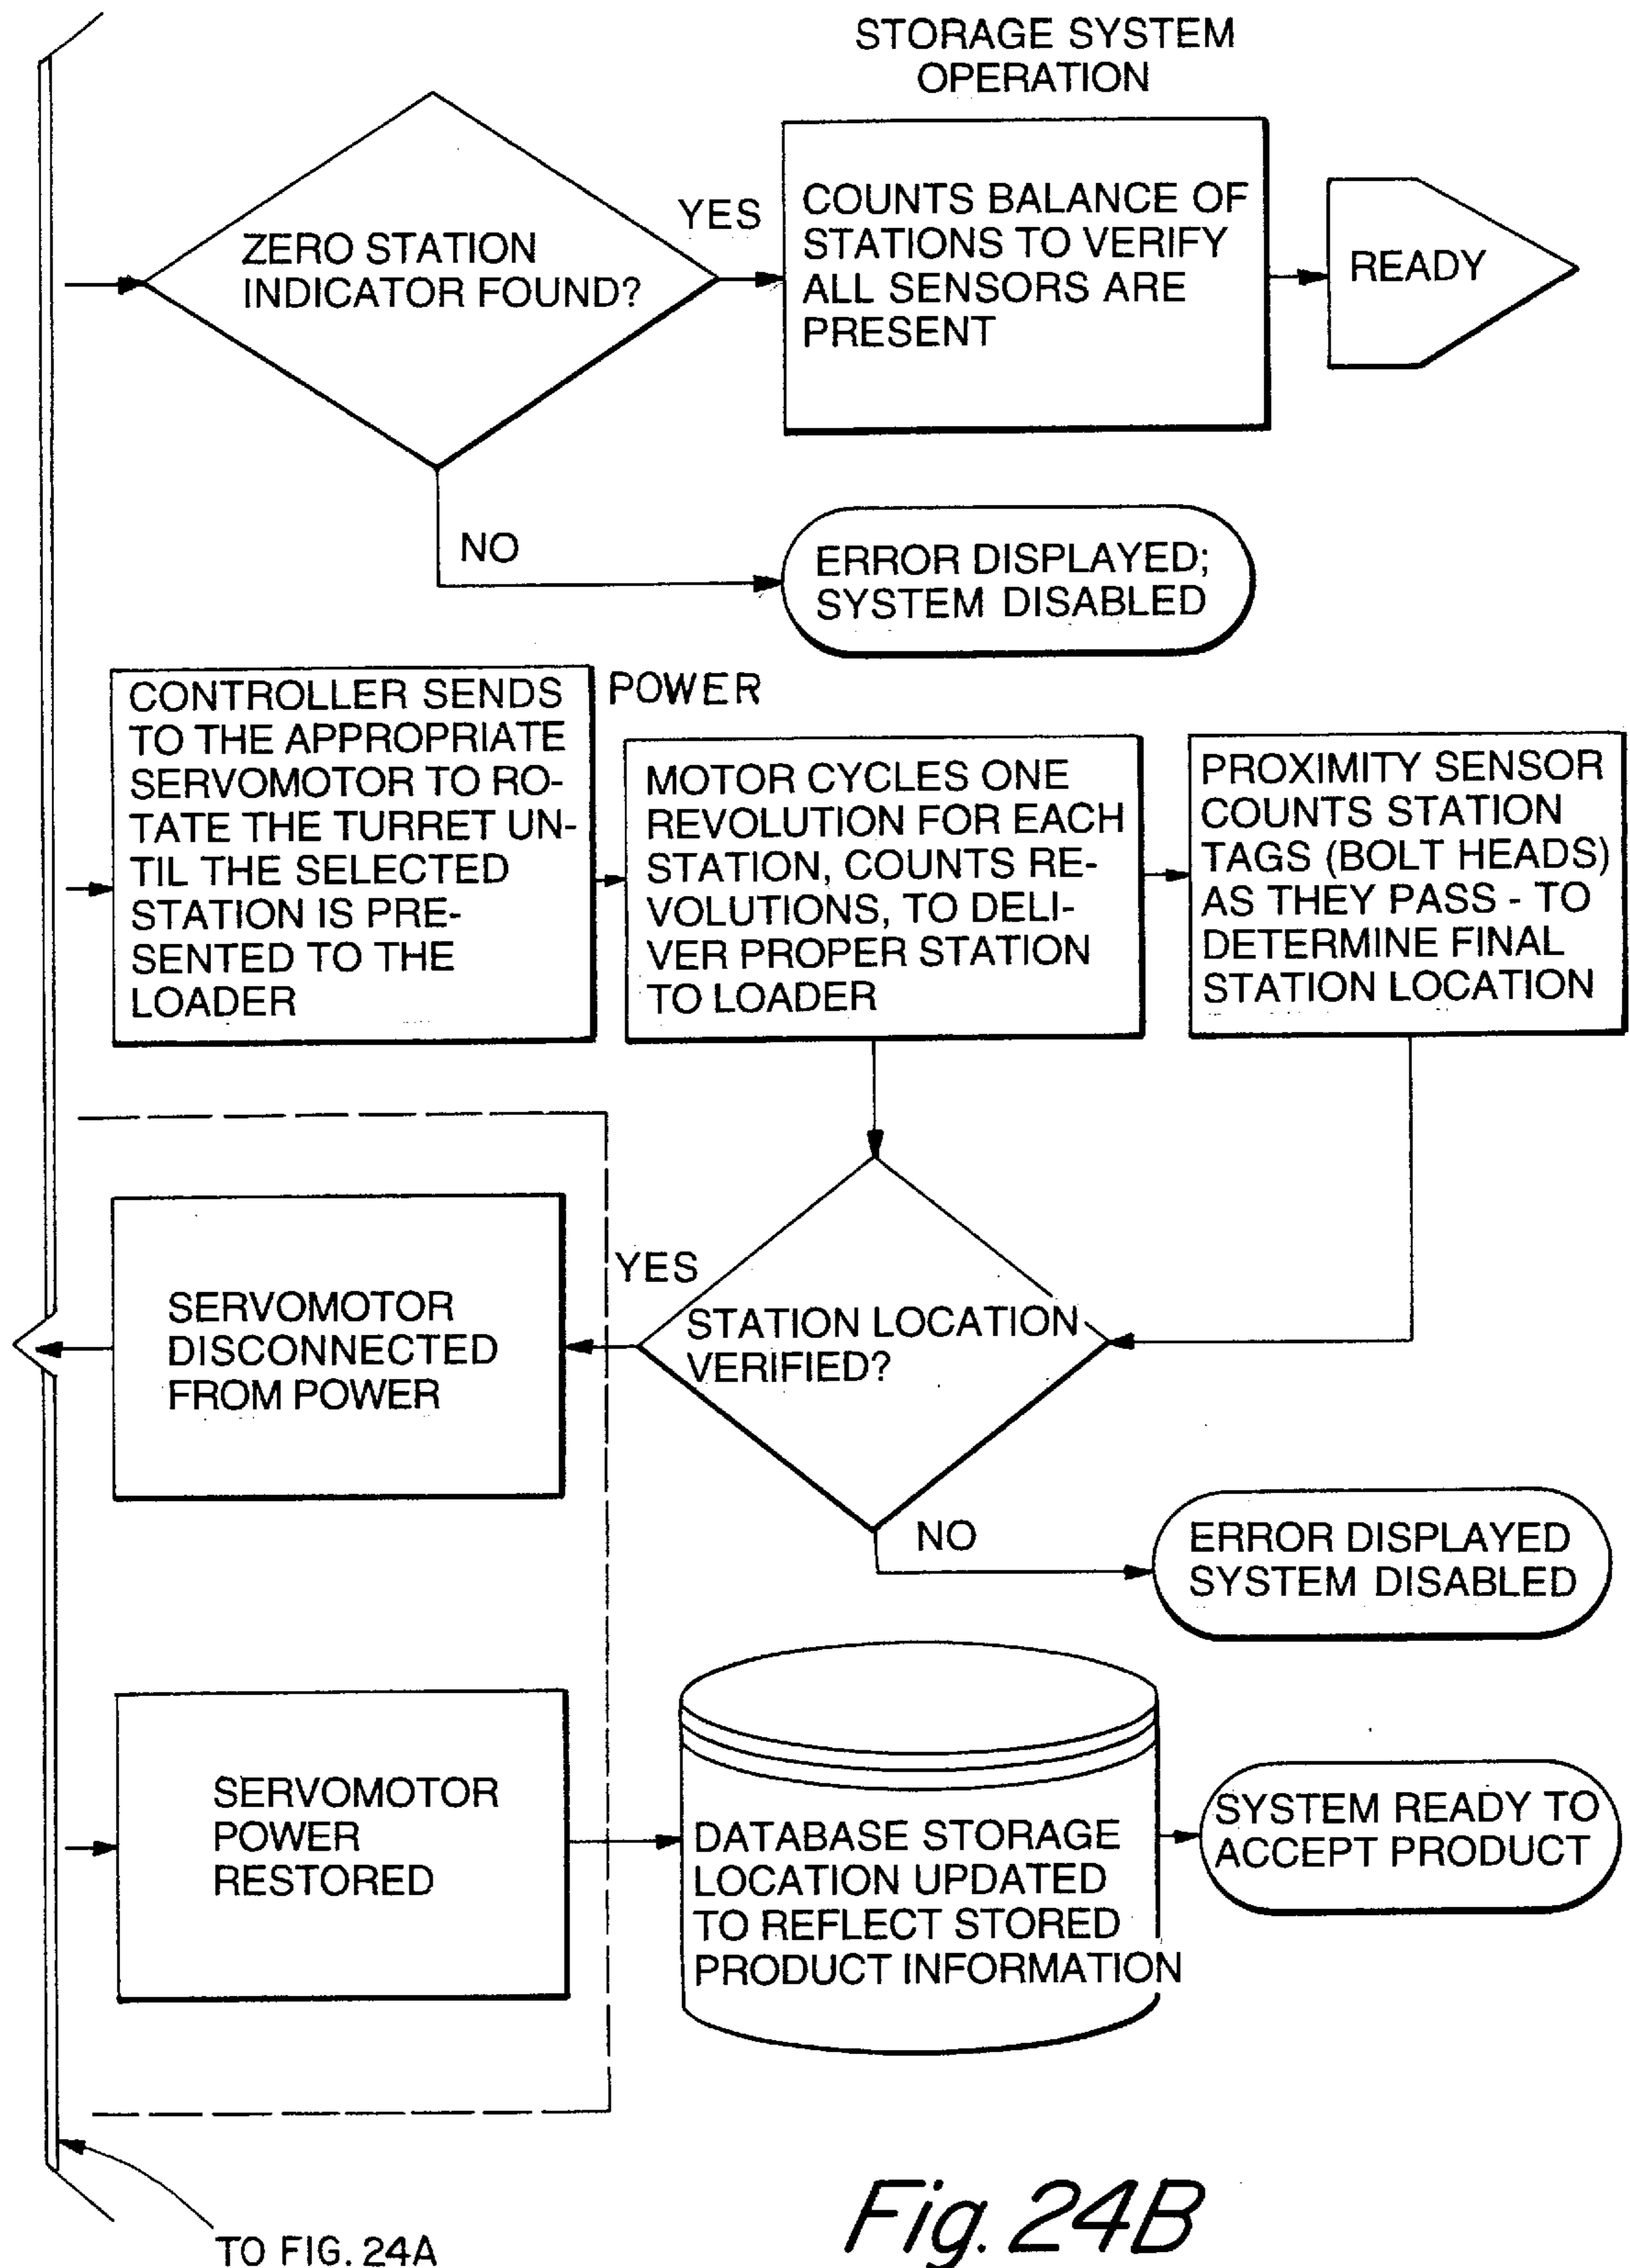 STORAGE SYSTEM
OPERATION
ZERO STATION
INDICATOR FOUND?
YES
COUNTS BALANCE OF
STATIONS TO VERIFY
ALL SENSORS ARE
PRESENT
READY
NO
ERROR DISPLAYED;
SYSTEM DISABLED
CONTROLLER SENDS
TO THE APPROPRIATE
SERVOMOTOR TO RO-
TATE THE TURRET UN-
TIL THE SELECTED
STATION IS PRE-
SENTED TO THE
LOADER
POWER
MOTOR CYCLES ONE
REVOLUTION FOR EACH
STATION, COUNTS RE-
VOLUTIONS, TO DELI-
VER PROPER STATION
TO LOADER
PROXIMITY SENSOR
COUNTS STATION
TAGS (BOLT HEADS)
AS THEY PASS - TO
DETERMINE FINAL
STATION LOCATION
STATION LOCATION
VERIFIED?
YES
SERVOMOTOR
DISCONNECTED
FROM POWER
NO
ERROR DISPLAYED
SYSTEM DISABLED
SERVOMOTOR
POWER
RESTORED
DATABASE STORAGE
LOCATION UPDATED
TO REFLECT STORED
PRODUCT INFORMATION
SYSTEM READY TO
ACCEPT PRODUCT
TO FIG. 24A
Fig. 24B